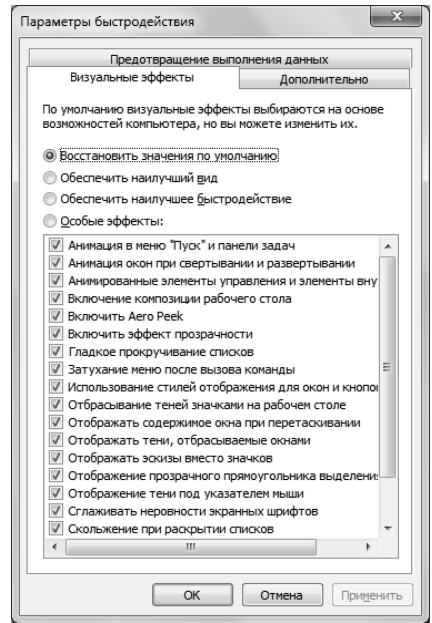 Параметры быстродействия
Предотвращение выполнения данных
Визуальные эффекты
Дополнительно
По умолчанию визуальные эффекты выбираются на основе
возможностей компьютера, но вы можете изменить их.
Восстановить значения по умолчанию
Обеспечить наилучший вид
Обеспечить наилучшее быстродействие
Особые эффекты:
Анимация в меню "Пуск" и панели задач
Анимация окон при свертывании и развертывании
Анимированные элементы управления и элементы вну
Включение композиции рабочего стола
Включить Aero Peek
Включить эффект прозрачности
Гладкое прокручивание списков
Затухание меню после вызова команды
Использование стилей отображения для окон и кнопо
Отбрасывание теней значками на рабочем столе
Отображать содержимое окна при перетаскивании
Отображать тени, отбрасываемые окнами
Отображать эскизы вместо значков
Отображение прозрачного прямоугольника выделени
Отображение тени под указателем мыши
Сглаживать неровности экранных шрифтов
Скольжение при раскрытии списков
ОК
Отмена
Применить